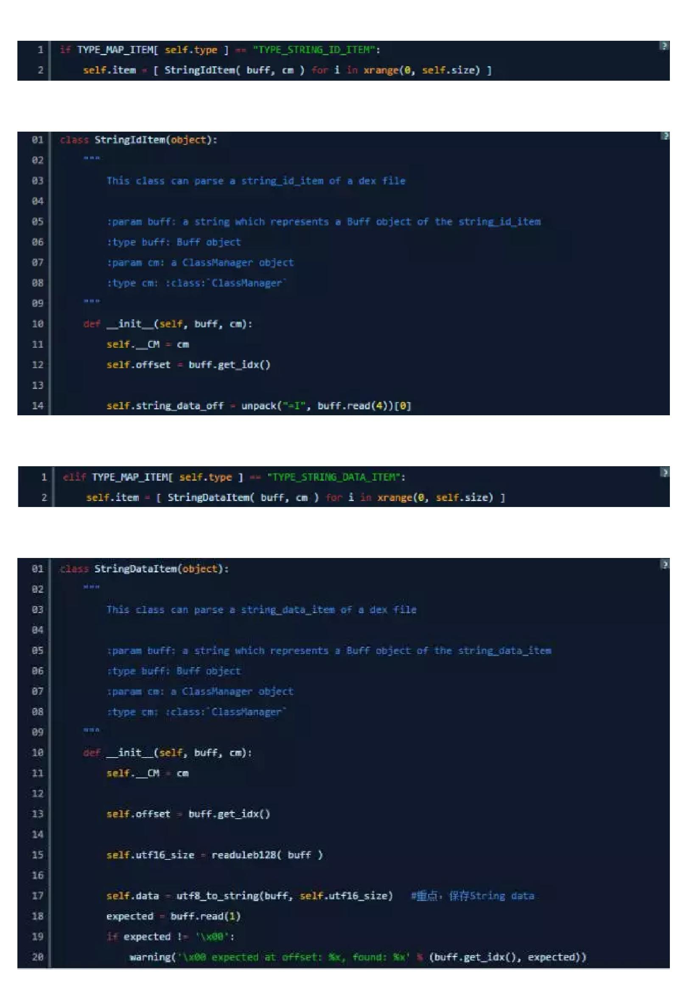 1 if TYPE_MAP_ITEM[ self.type ] == "TYPE_STRING_ID_ITEM":
2 self.item = [ StringIdItem( buff, cm ) for i in xrange(0, self.size) ]
?
01 class StringIdItem(object):
02 """
03 This class can parse a string_id_item of a dex file
04
05 :param buff: a string which represents a Buff object of the string_id_item
06 :type buff: Buff object
07 :param cm: a ClassManager object
08 :type cm: :class:`ClassManager`
09 """
10 def __init__(self, buff, cm):
11 self.__CM = cm
12 self.offset = buff.get_idx()
13
14 self.string_data_off = unpack("=I", buff.read(4))[0]
?
1 elif TYPE_MAP_ITEM[ self.type ] == "TYPE_STRING_DATA_ITEM":
2 self.item = [ StringDataItem( buff, cm ) for i in xrange(0, self.size) ]
?
01 class StringDataItem(object):
02 """
03 This class can parse a string_data_item of a dex file
04
05 :param buff: a string which represents a Buff object of the string_data_item
06 :type buff: Buff object
07 :param cm: a ClassManager object
08 :type cm: :class:`ClassManager`
09 """
10 def __init__(self, buff, cm):
11 self.__CM = cm
12
13 self.offset = buff.get_idx()
14
15 self.utf16_size = readuleb128( buff )
16
17 self.data = utf8_to_string(buff, self.utf16_size) #重点：保存String data
18 expected = buff.read(1)
19 if expected != '\x00':
20 warning('\x00 expected at offset: %x, found: %x' % (buff.get_idx(), expected))
?